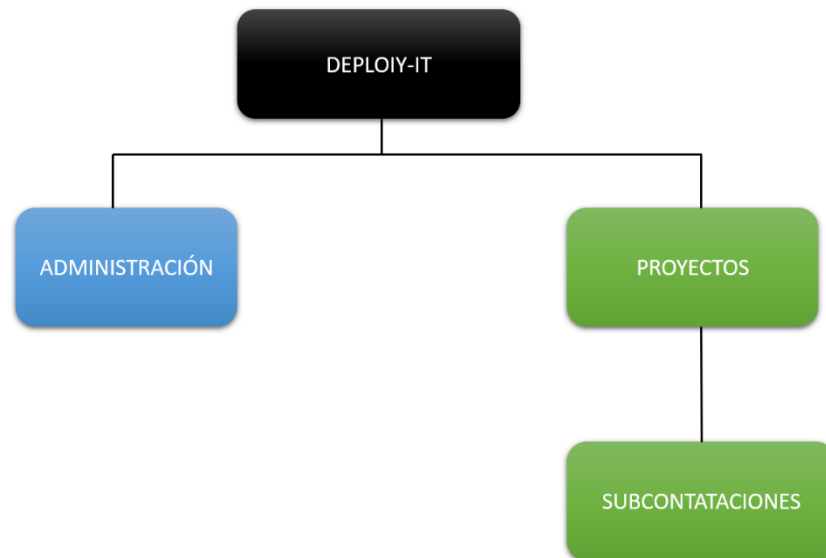 DEPLOIY-IT
ADMINISTRACIÓN
PROYECTOS
SUBCONTATACIONES